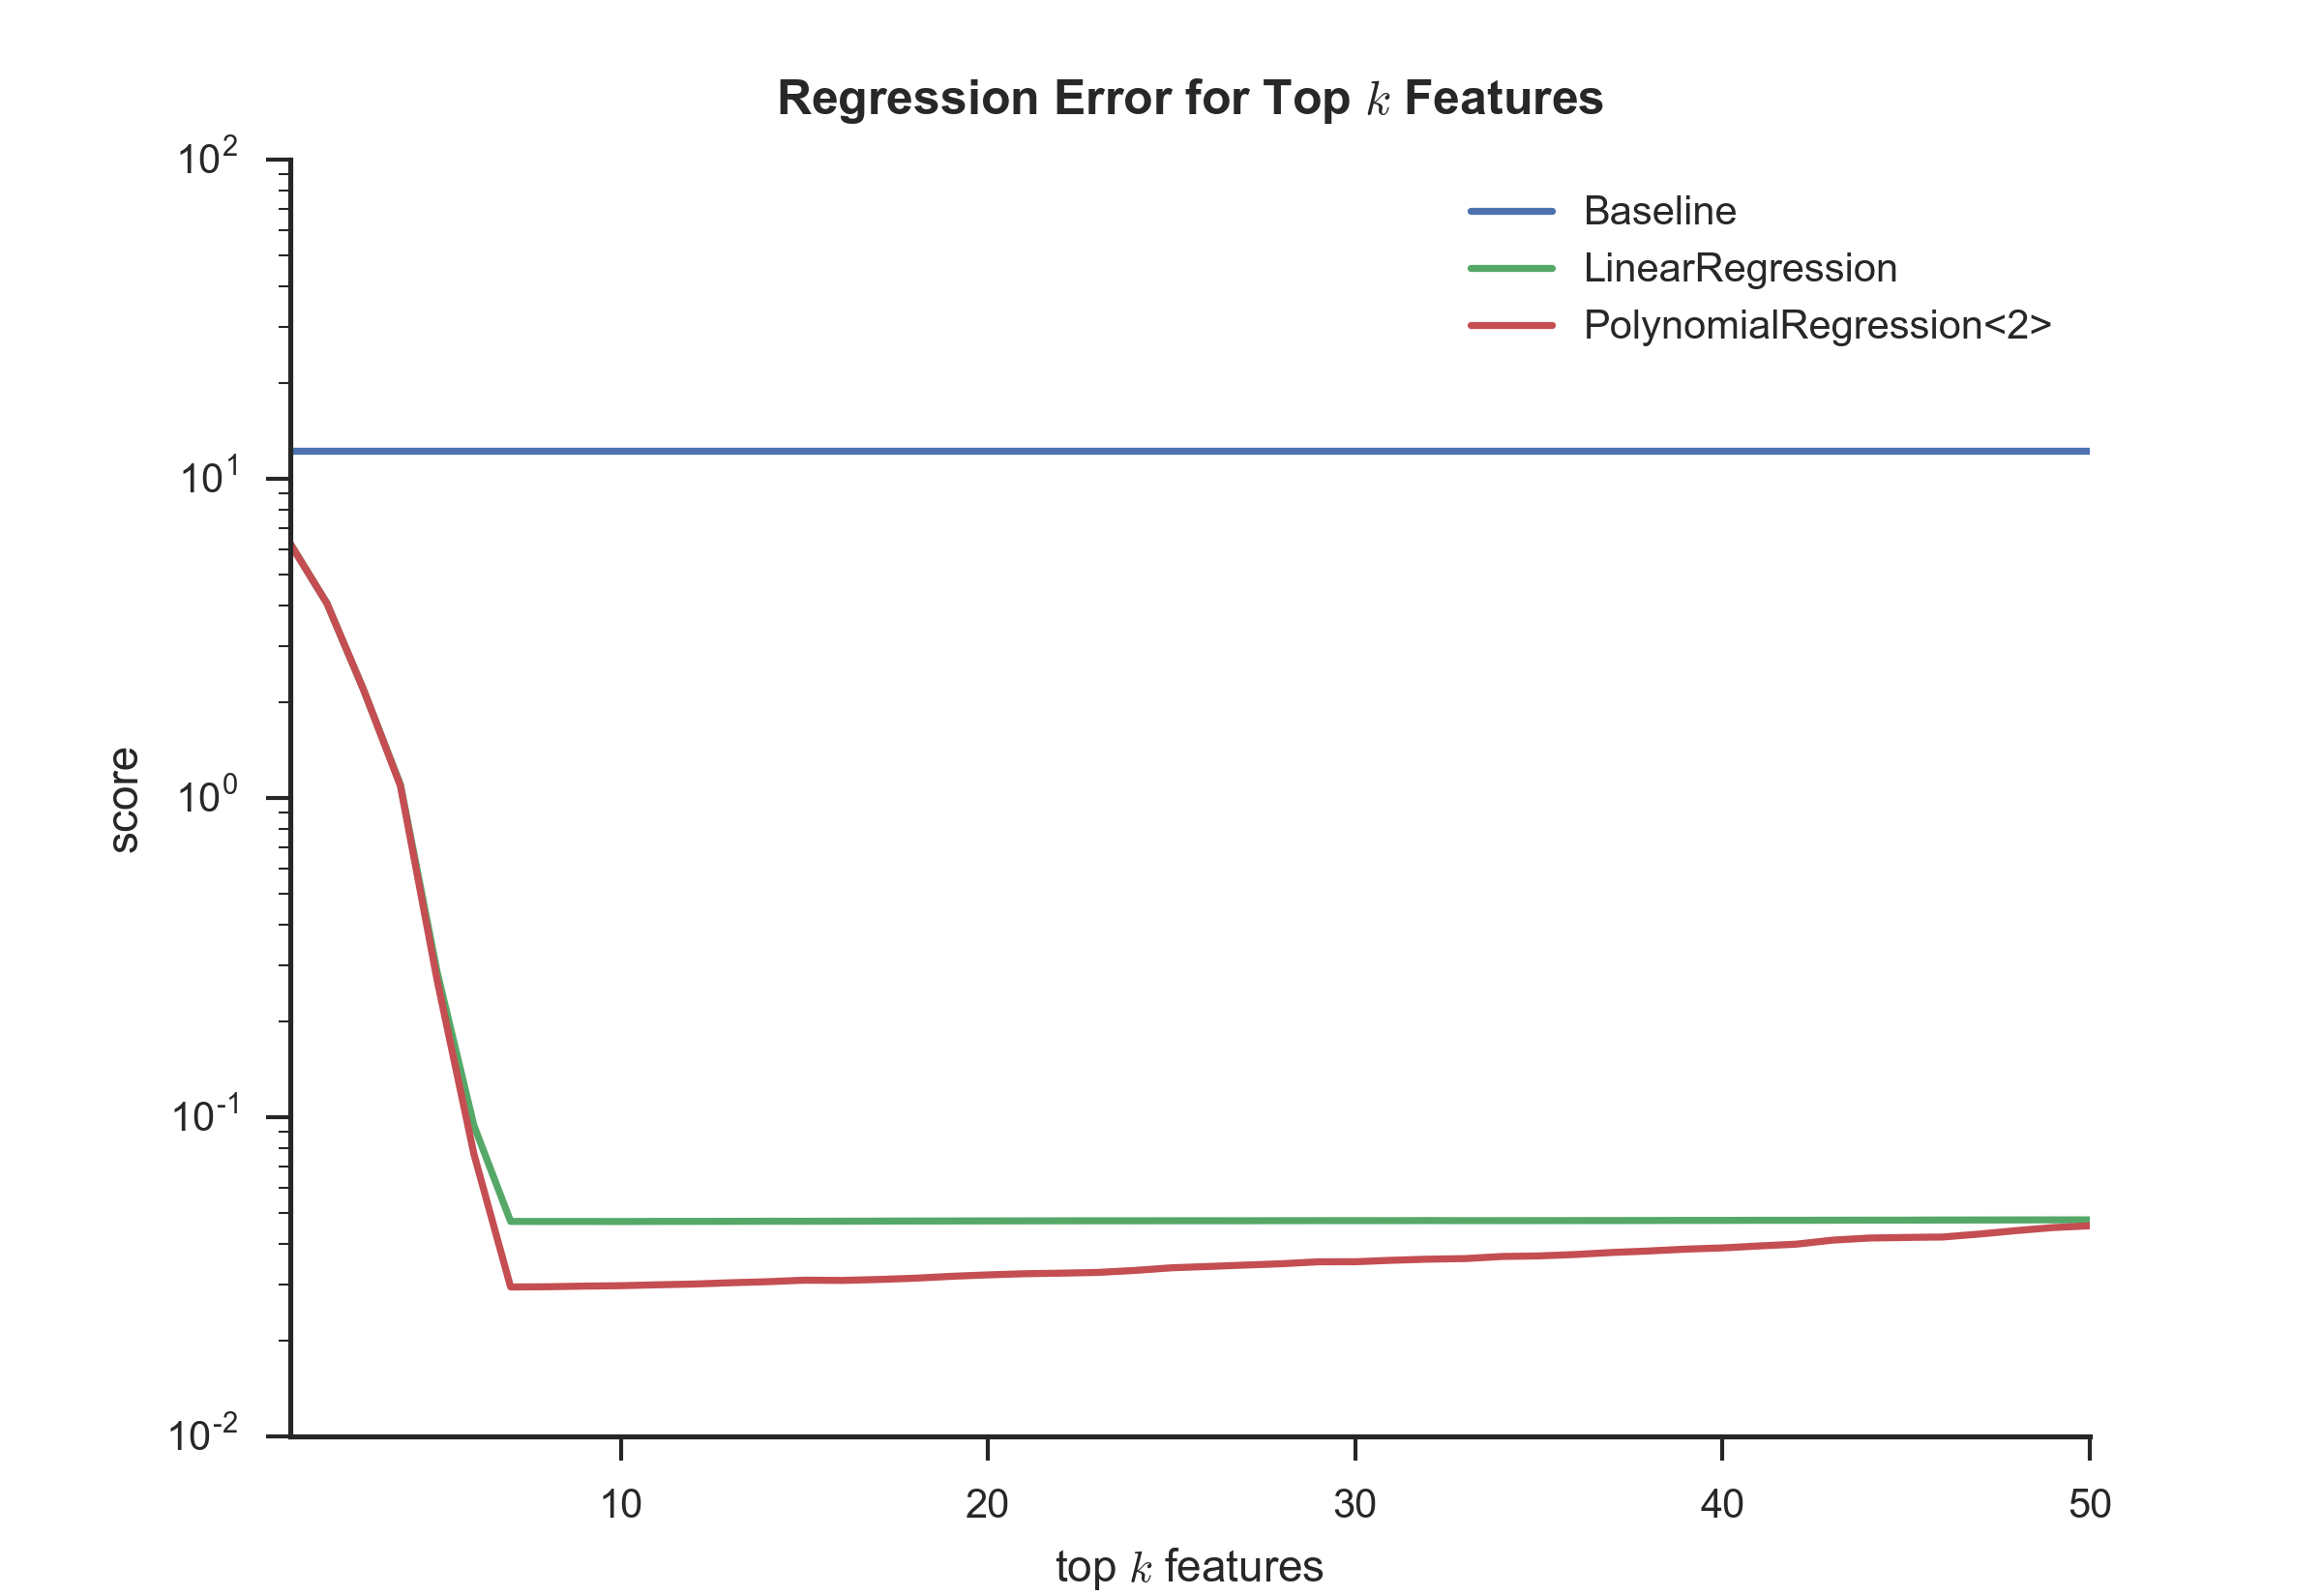 Regression Error for Top k Features
10^2
Baseline
LinearRegression
PolynomialRegression<2>
10^1
10^0
score
10^-1
10^-2
10 20 30 40 50
top k features